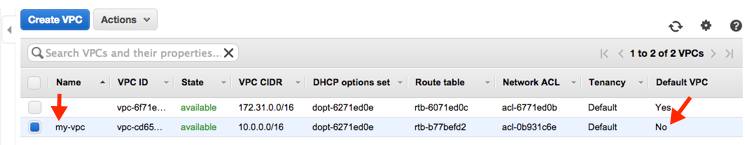 Create VPC Actions
Search VPCs and their properties... 1 to 2 of 2 VPCs
Name VPC ID State VPC CIDR DHCP options set Route table Network ACL Tenancy Default VPC
vpc-6f71e... available 172.31.0.0/16 dopt-6271ed0e rtb-6071ed0c acl-6771ed0b Default Yes
my-vpc vpc-cd65... available 10.0.0.0/16 dopt-6271ed0e rtb-b77befd2 acl-0b931c6e Default No